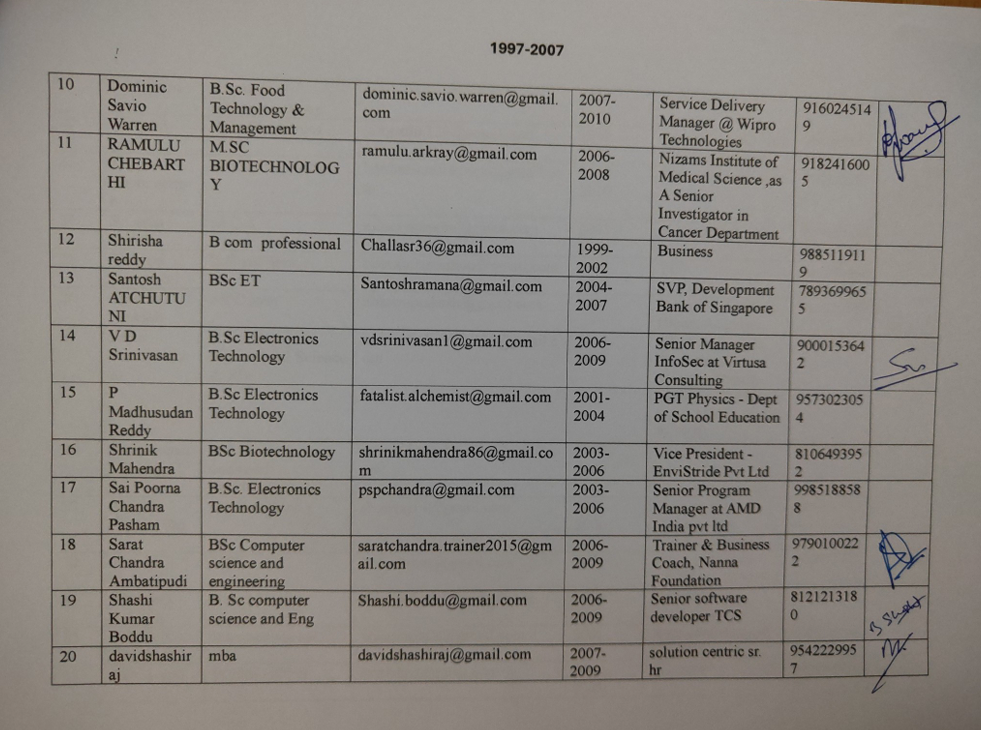 1997-2007
10 Dominic Savio Warren B.Sc. Food Technology & Management dominic.savio.warren@gmail.com 2007-2010 Service Delivery Manager @ Wipro Technologies 9160245149
11 RAMULU CHEBARTHI M.SC BIOTECHNOLOGY ramulu.arkray@gmail.com 2006-2008 Nizams Institute of Medical Science ,as A Senior Investigator in Cancer Department 9182416005
12 Shirisha reddy B com professional Challasr36@gmail.com 1999-2002 Business 9885119119
13 Santosh ATCHUTUNI BSc ET Santoshramana@gmail.com 2004-2007 SVP, Development Bank of Singapore 7893699655
14 V D Srinivasan B.Sc Electronics Technology vdsrinivasan1@gmail.com 2006-2009 Senior Manager InfoSec at Virtusa Consulting 9000153642
15 P Madhusudan Reddy B.Sc Electronics Technology fatalist.alchemist@gmail.com 2001-2004 PGT Physics - Dept of School Education 9573023054
16 Shrinik Mahendra BSc Biotechnology shrinikmahendra86@gmail.com 2003-2006 Vice President - EnviStride Pvt Ltd 8106493952
17 Sai Poorna Chandra Pasham B.Sc. Electronics Technology pspchandra@gmail.com 2003-2006 Senior Program Manager at AMD India pvt ltd 9985188588
18 Sarat Chandra Ambatipudi BSc Computer science and engineering saratchandra.trainer2015@gmail.com 2006-2009 Trainer & Business Coach, Nanna Foundation 9790100222
19 Shashi Kumar Boddu B. Sc computer science and Eng Shashi.boddu@gmail.com 2006-2009 Senior software developer TCS 8121213180
20 davidshashiraj mba davidshashiraj@gmail.com 2007-2009 solution centric sr. hr 9542229957